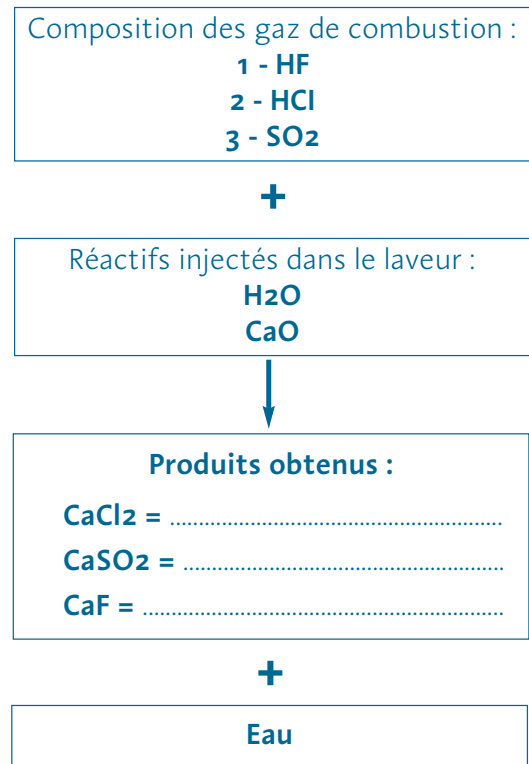 Composition des gaz de combustion :
1 - HF
2 - HCl
3 - SO2
+
Réactifs injectés dans le laveur :
H2O
CaO
Produits obtenus :
CaCl2 = ..........................................................
CaSO2 = ........................................................
CaF = ...............................................................
+
Eau